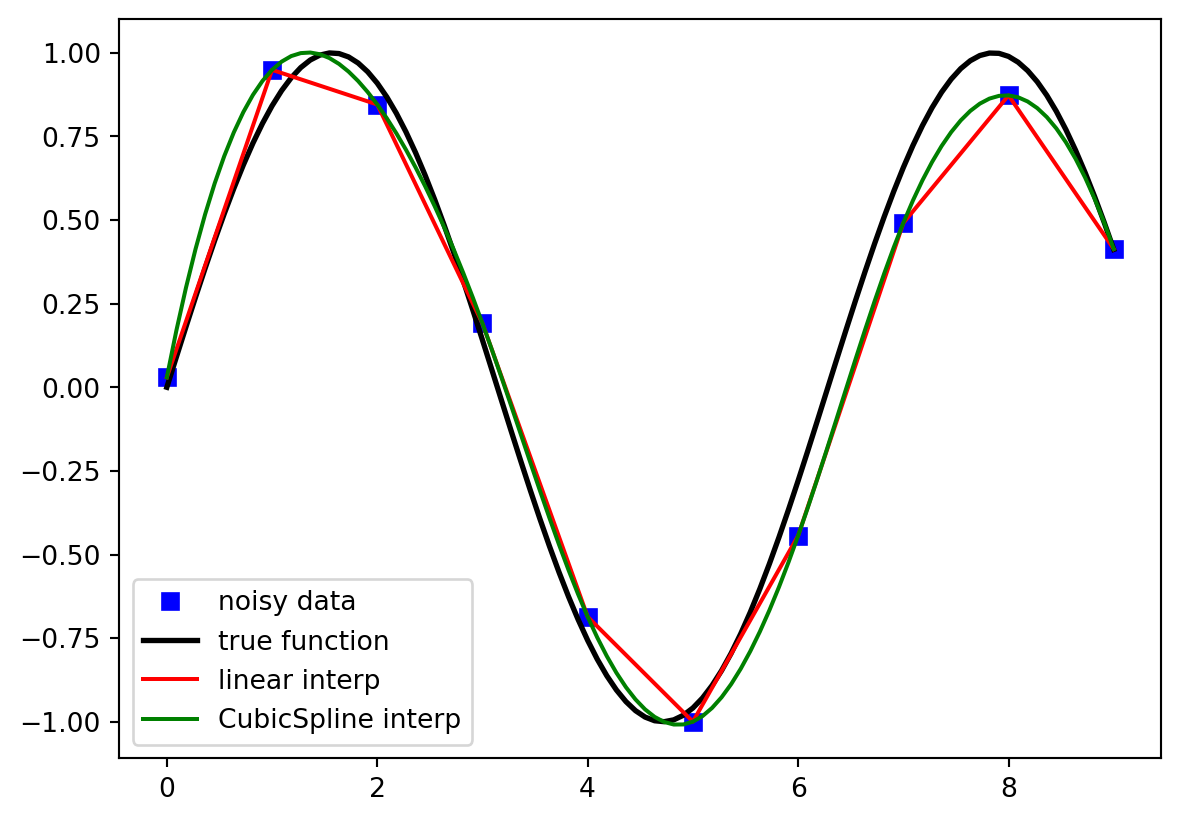 1.00
0.75
0.50
0.25
0.00
−0.25
−0.50
−0.75
−1.00
noisy data
true function
linear interp
CubicSpline interp
0 2 4 6 8